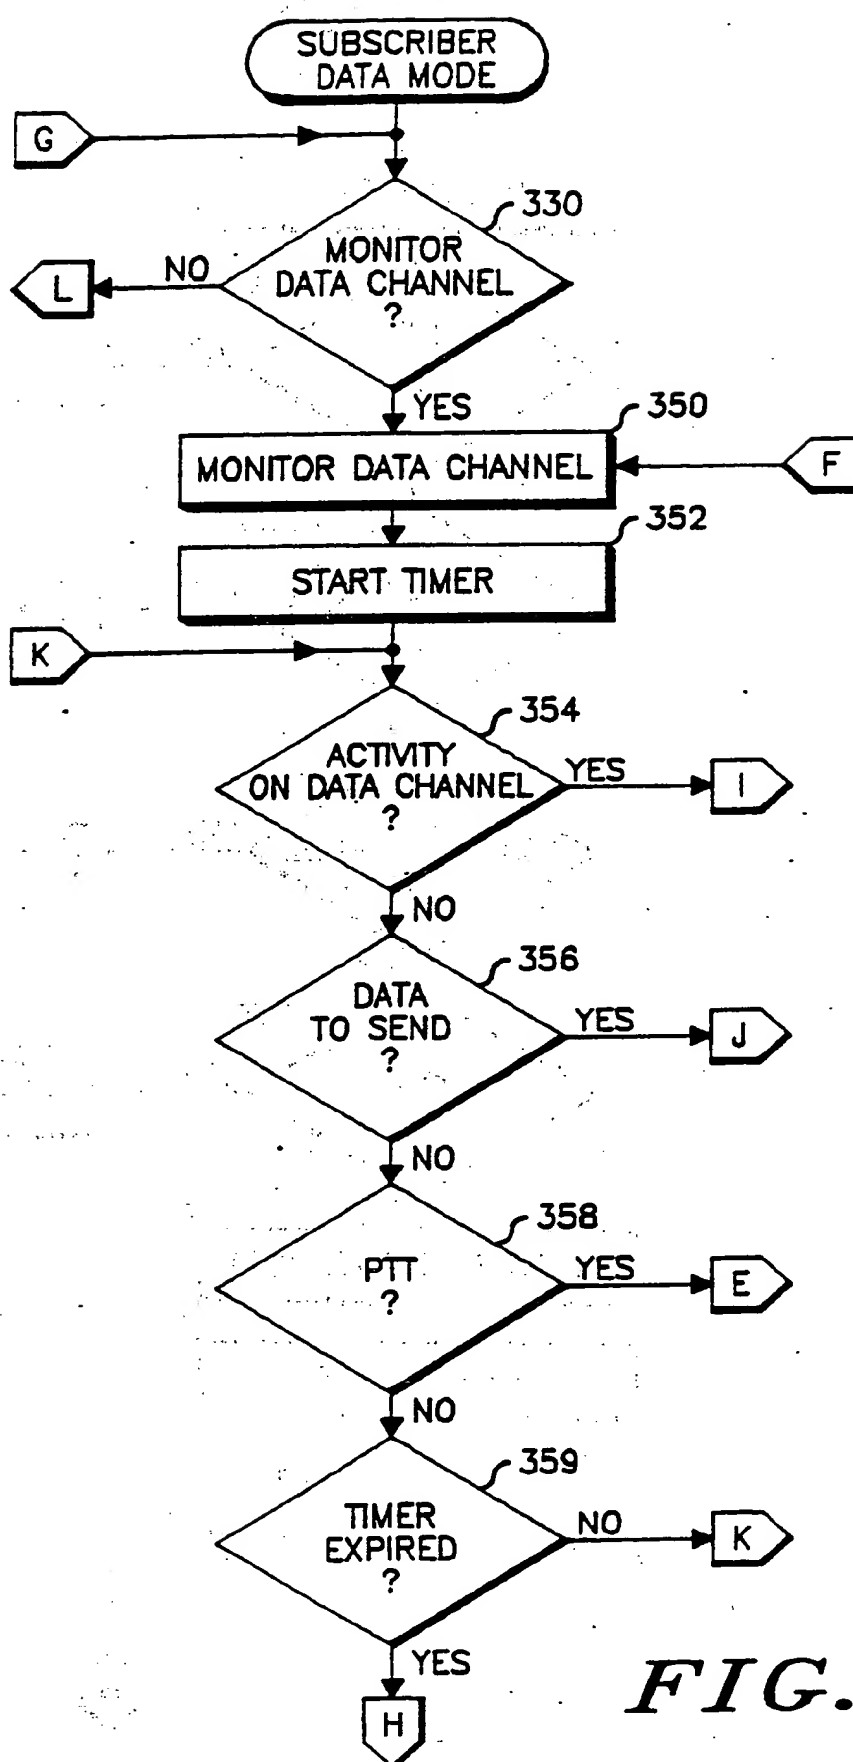 SUBSCRIBER
DATA MODE
G
330
MONITOR
DATA CHANNEL
?
NO
L
YES
350
MONITOR DATA CHANNEL
F
352
START TIMER
K
354
ACTIVITY
ON DATA CHANNEL
?
YES
I
NO
356
DATA
TO SEND
?
YES
J
NO
358
PTT
?
YES
E
NO
359
TIMER
EXPIRED
?
NO
K
YES
H
FIG.